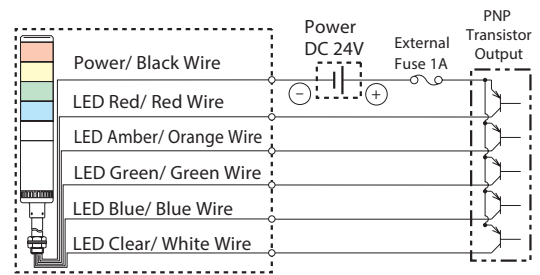 Power
DC 24V
External
Fuse 1A
PNP
Transistor
Output
Power/ Black Wire
− +
LED Red/ Red Wire
LED Amber/ Orange Wire
LED Green/ Green Wire
LED Blue/ Blue Wire
LED Clear/ White Wire